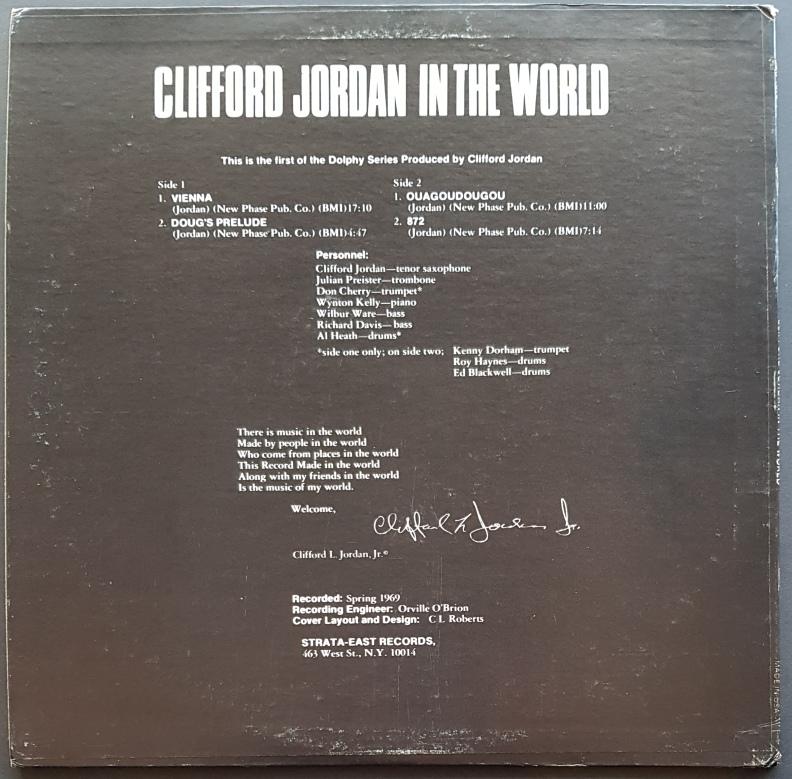 CLIFFORD JORDAN IN THE WORLD
This is the first of the Dolphy Series Produced by Clifford Jordan
Side 1
1. VIENNA
(Jordan) (New Phase Pub. Co.) (BMI)17:10
2. DOUG'S PRELUDE
(Jordan) (New Phase Pub. Co.) (BMI)4:47
Side 2
1. OUAGOUDOUGOU
(Jordan) (New Phase Pub. Co.) (BMI)11:00
2. 872
(Jordan) (New Phase Pub. Co.) (BMI)7:14
Personnel:
Clifford Jordan—tenor saxophone
Julian Preister—trombone
Don Cherry—trumpet*
Wynton Kelly—piano
Wilbur Ware—bass
Richard Davis—bass
Al Heath—drums*
*side one only; on side two; Kenny Dorham—trumpet
Roy Haynes—drums
Ed Blackwell—drums
There is music in the world
Made by people in the world
Who come from places in the world
This Record Made in the world
Along with my friends in the world
Is the music of my world.
Welcome,
Clifford L Jordan Jr.
Clifford L. Jordan, Jr.©
Recorded: Spring 1969
Recording Engineer: Orville O'Brion
Cover Layout and Design: C L Roberts
STRATA-EAST RECORDS,
463 West St., N.Y. 10014
MADE IN USA